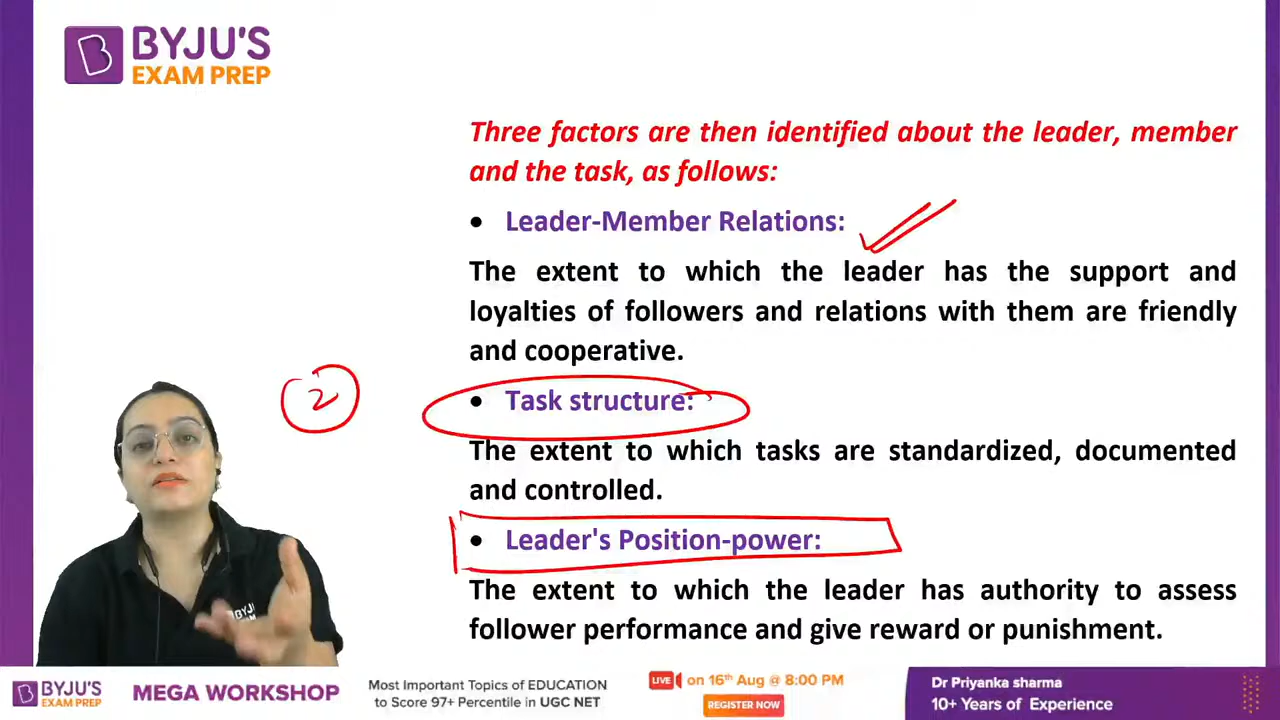 BYJU'S
EXAM PREP
Three factors are then identified about the leader, member
and the task, as follows:
• Leader-Member Relations:
The extent to which the leader has the support and
loyalties of followers and relations with them are friendly
and cooperative.
2
• Task structure:
The extent to which tasks are standardized, documented
and controlled.
• Leader's Position-power:
The extent to which the leader has authority to assess
follower performance and give reward or punishment.
BYJU
BYJU'S
EXAM PREP
MEGA WORKSHOP
Most Important Topics of EDUCATION
to Score 97+ Percentile in UGC NET
LIVE on 16th Aug @ 8:00 PM
REGISTER NOW
Dr Priyanka sharma
10+ Years of Experience